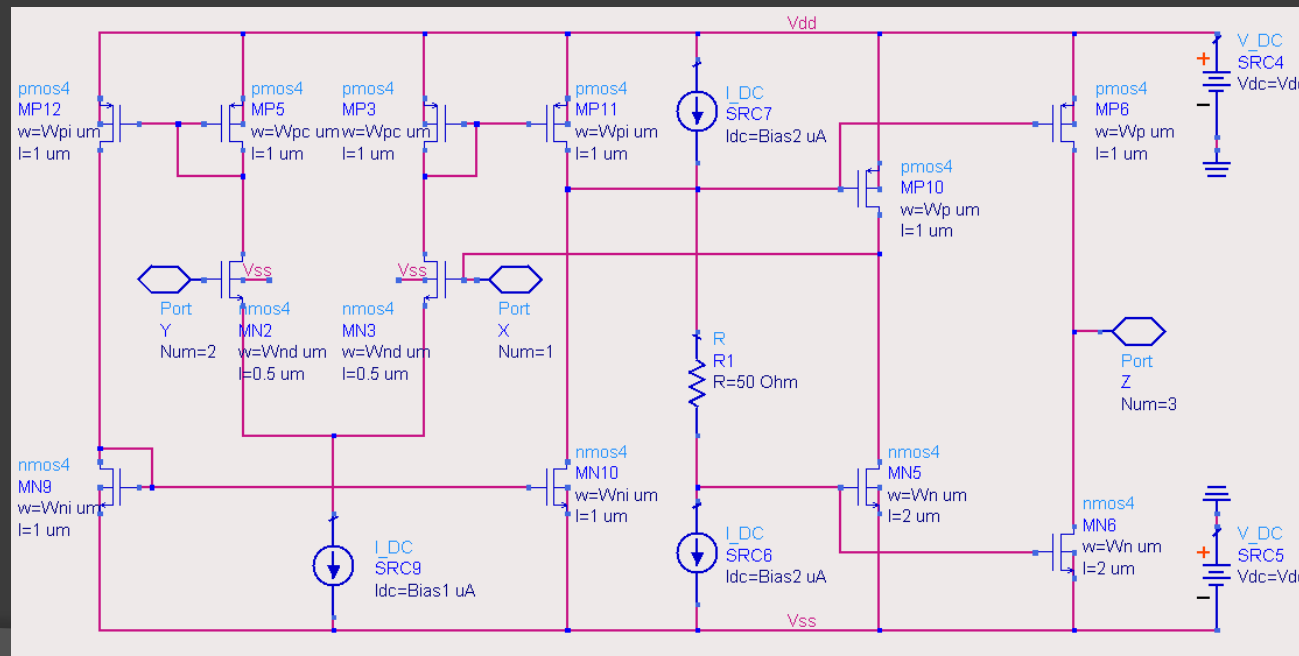 Vdd
pmos4
MP12
w=Wpi um
l=1 um
pmos4
MP5
w=Wpc um
l=1 um
pmos4
MP3
w=Wpc um
l=1 um
pmos4
MP11
w=Wpi um
l=1 um
I_DC
SRC7
Idc=Bias2 uA
pmos4
MP10
w=Wp um
l=1 um
pmos4
MP6
w=Wp um
l=1 um
V_DC
SRC4
Vdc=Vd
Port
Y
Num=2
Vss
nmos4
MN2
w=Wnd um
l=0.5 um
Vss
nmos4
MN3
w=Wnd um
l=0.5 um
Port
X
Num=1
R
R1
R=50 Ohm
Port
Z
Num=3
nmos4
MN9
w=Wni um
l=1 um
I_DC
SRC9
Idc=Bias1 uA
nmos4
MN10
w=Wni um
l=1 um
I_DC
SRC6
Idc=Bias2 uA
nmos4
MN5
w=Wn um
l=2 um
nmos4
MN6
w=Wn um
l=2 um
V_DC
SRC5
Vdc=Vd
Vss